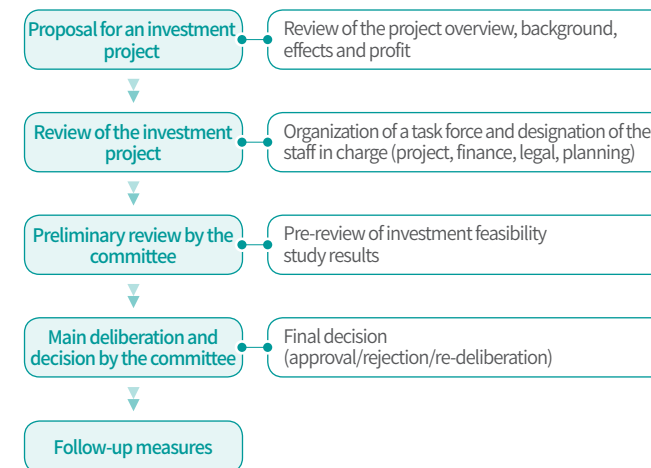 Proposal for an investment
project
Review of the project overview, background,
effects and profit
Review of the investment
project
Organization of a task force and designation of the
staff in charge (project, finance, legal, planning)
Preliminary review by the
committee
Pre-review of investment feasibility
study results
Main deliberation and
decision by the committee
Final decision
(approval/rejection/re-deliberation)
Follow-up measures